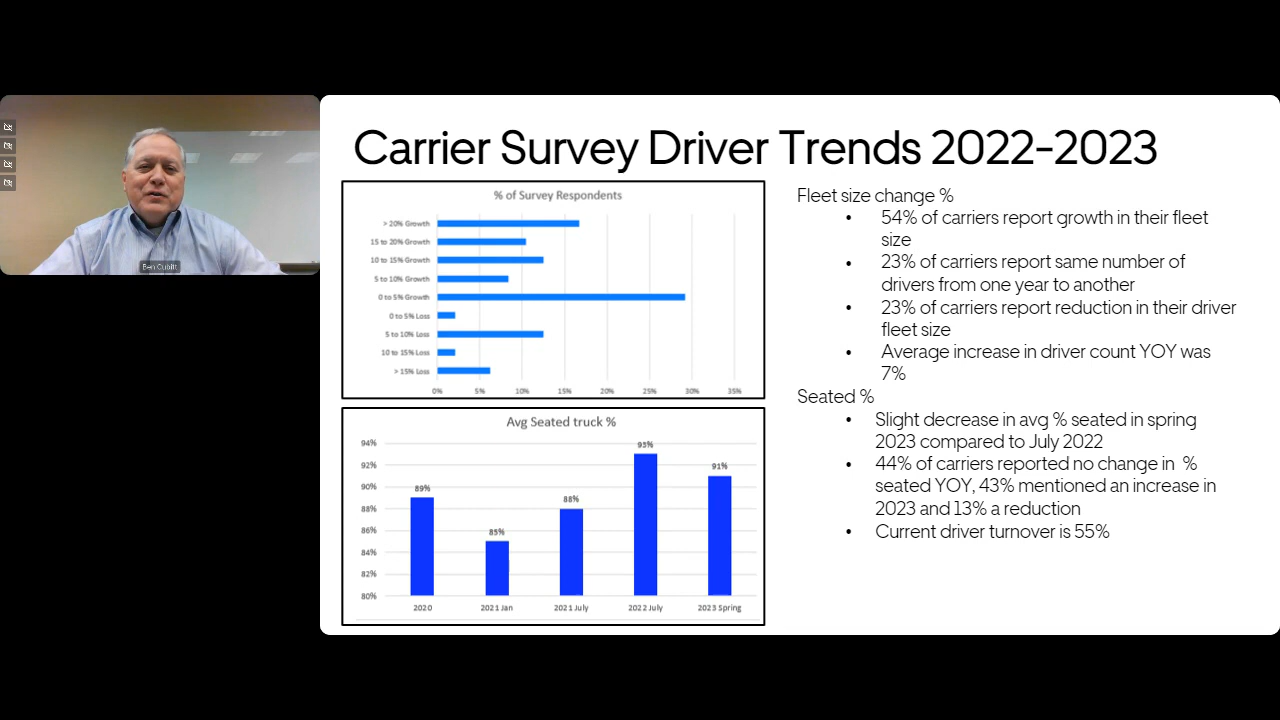 Ben Cubitt
Carrier Survey Driver Trends 2022-2023
% of Survey Respondents
> 20% Growth
15 to 20% Growth
10 to 15% Growth
5 to 10% Growth
0 to 5% Growth
0 to 5% Loss
5 to 10% Loss
10 to 15% Loss
> 15% Loss
0% 5% 10% 15% 20% 25% 30% 35%
Avg Seated truck %
94%
92%
90%
88%
86%
84%
82%
80%
89% 85% 88% 93% 91%
2020 2021 Jan 2021 July 2022 July 2023 Spring
Fleet size change %
• 54% of carriers report growth in their fleet
size
• 23% of carriers report same number of
drivers from one year to another
• 23% of carriers report reduction in their driver
fleet size
• Average increase in driver count YOY was
7%
Seated %
• Slight decrease in avg % seated in spring
2023 compared to July 2022
• 44% of carriers reported no change in % 
seated YOY, 43% mentioned an increase in
2023 and 13% a reduction
• Current driver turnover is 55%